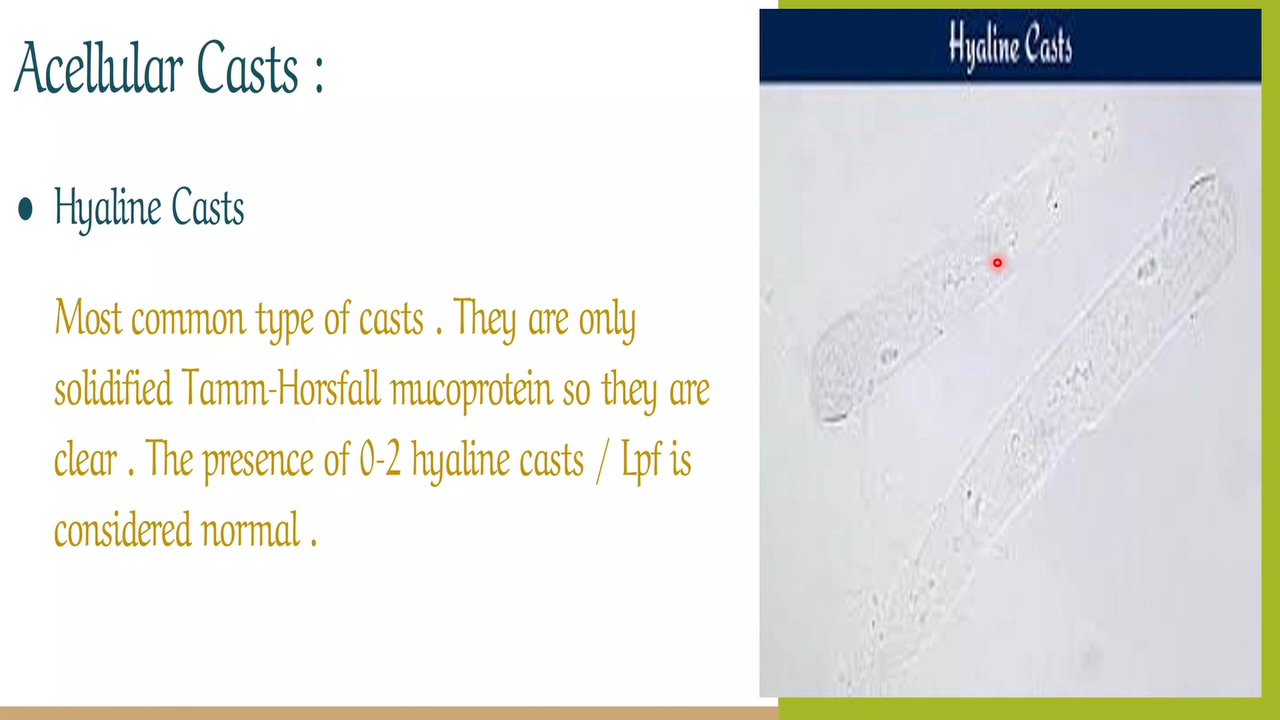 Acellular Casts :
Hyaline Casts
● Hyaline Casts
Most common type of casts . They are only
solidified Tamm-Horsfall mucoprotein so they are
clear . The presence of 0-2 hyaline casts / Lpf is
considered normal .